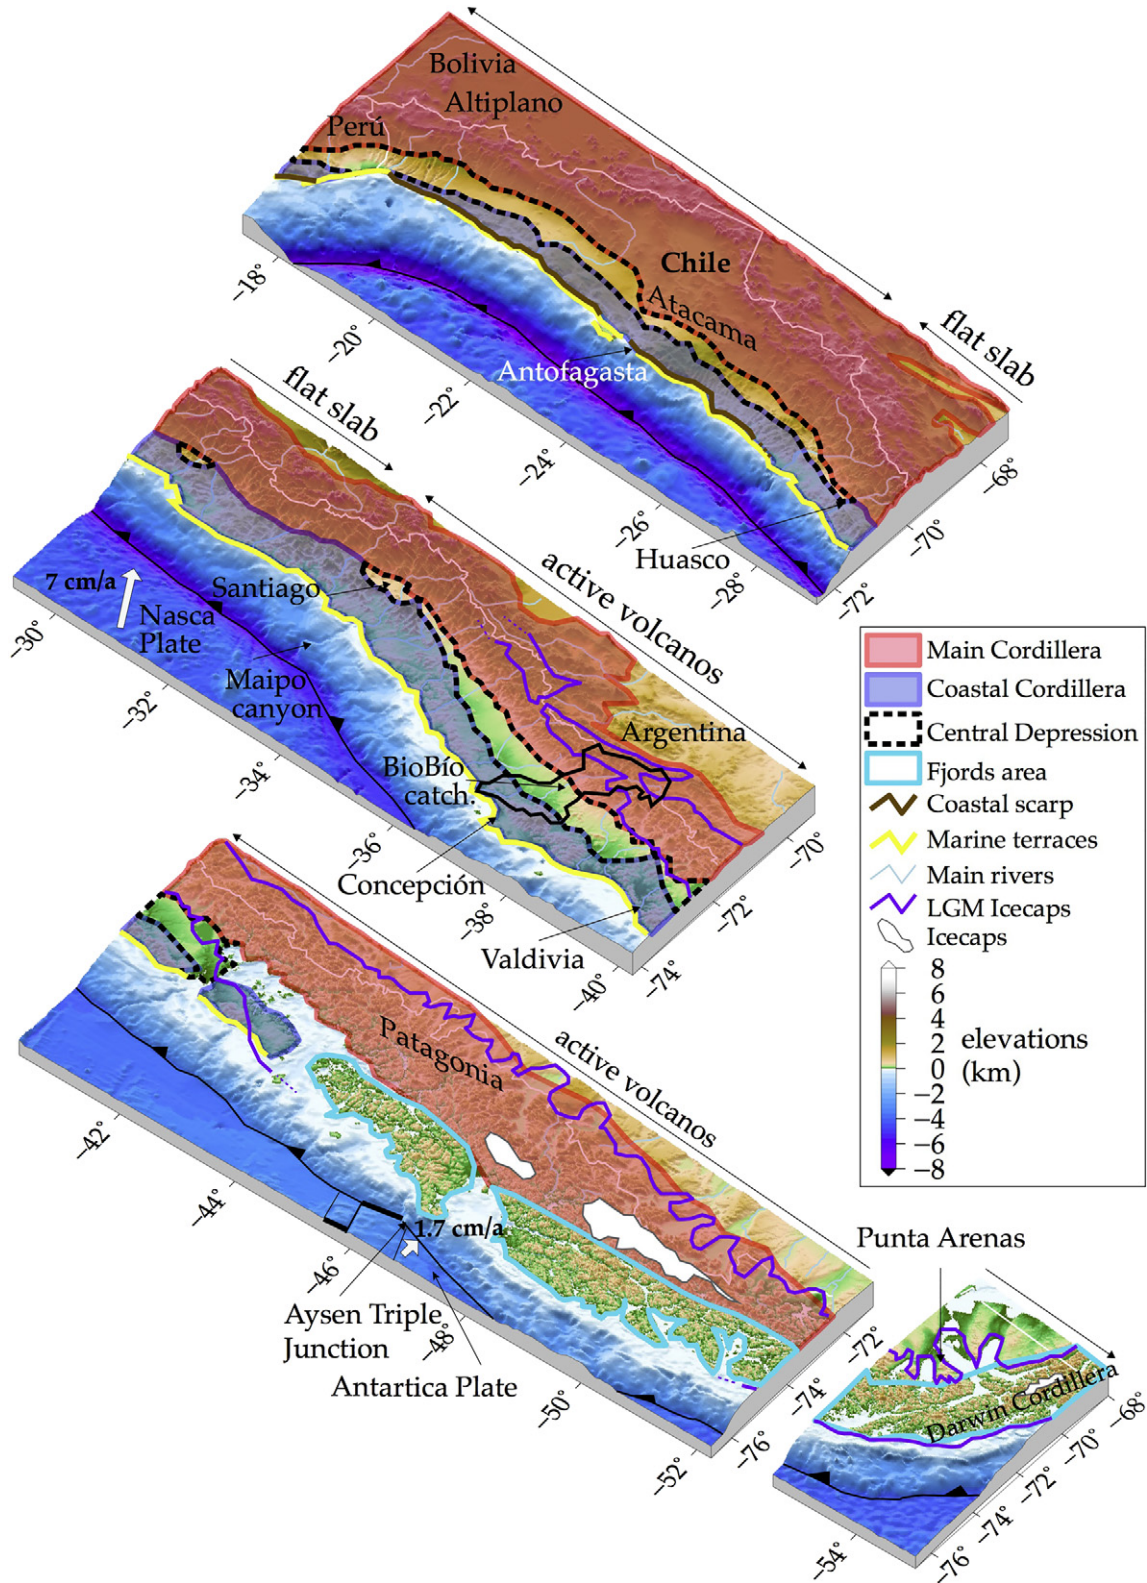 Bolivia
Altiplano
Perú
Chile
Atacama
Antofagasta
Huasco
flat slab
−18°
−20°
−22°
−24°
−26°
−28°
−68°
−70°
−72°
flat slab
active volcanos
7 cm/a
Nasca
Plate
Santiago
Maipo
canyon
Argentina
BioBío
catch.
Concepción
Valdivia
−30°
−32°
−34°
−36°
−38°
−40°
−70°
−72°
−74°
Main Cordillera
Coastal Cordillera
Central Depression
Fjords area
Coastal scarp
Marine terraces
Main rivers
LGM Icecaps
Icecaps
8
6
4
2
0
−2
−4
−6
−8
elevations
(km)
Patagonia
active volcanos
1.7 cm/a
Aysen Triple
Junction
Antartica Plate
−42°
−44°
−46°
−48°
−50°
−52°
−72°
−74°
−76°
Punta Arenas
Darwin Cordillera
−54°
−68°
−70°
−72°
−74°
−76°